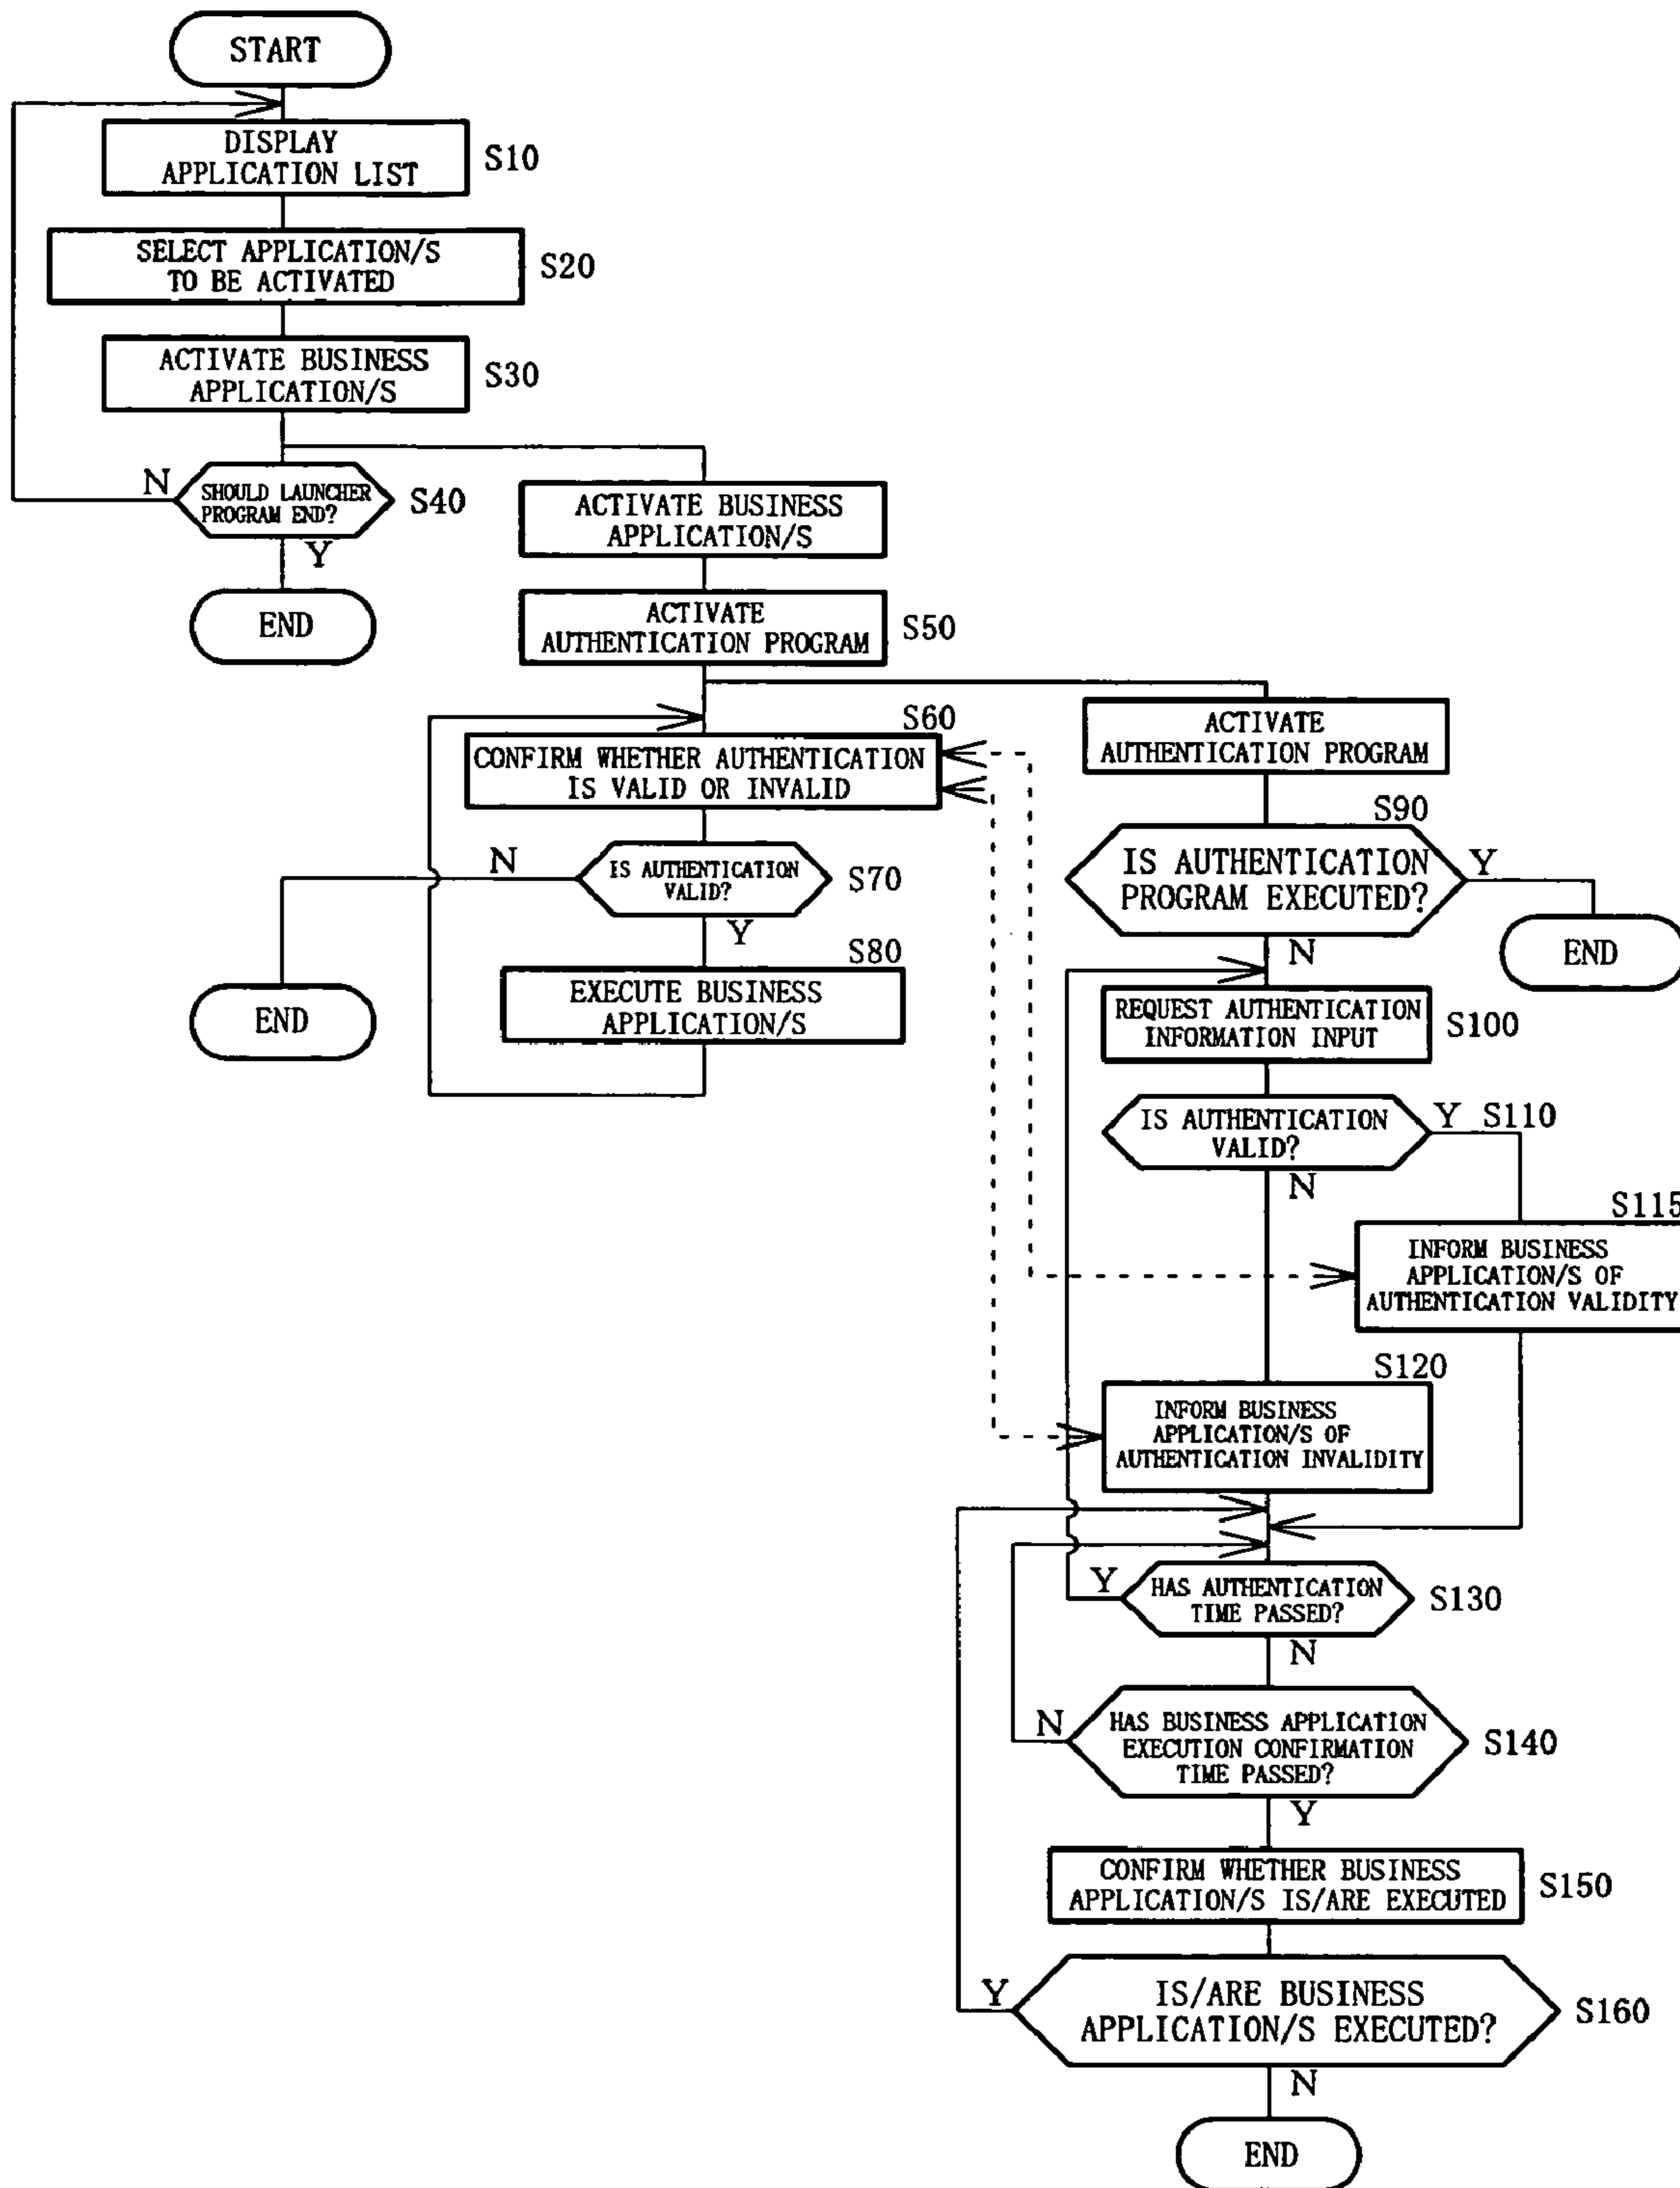 START
DISPLAY
APPLICATION LIST
S10
SELECT APPLICATION/S
TO BE ACTIVATED
S20
ACTIVATE BUSINESS
APPLICATION/S
S30
N
SHOULD LAUNCHER
PROGRAM END?
S40
Y
END
ACTIVATE BUSINESS
APPLICATION/S
ACTIVATE
AUTHENTICATION PROGRAM
S50
S60
CONFIRM WHETHER AUTHENTICATION
IS VALID OR INVALID
N
IS AUTHENTICATION
VALID?
S70
Y
S80
EXECUTE BUSINESS
APPLICATION/S
END
ACTIVATE
AUTHENTICATION PROGRAM
S90
IS AUTHENTICATION
PROGRAM EXECUTED?
Y
END
N
REQUEST AUTHENTICATION
INFORMATION INPUT
S100
IS AUTHENTICATION
VALID?
Y
S110
N
S115
INFORM BUSINESS
APPLICATION/S OF
AUTHENTICATION VALIDITY
S120
INFORM BUSINESS
APPLICATION/S OF
AUTHENTICATION INVALIDITY
Y
HAS AUTHENTICATION
TIME PASSED?
S130
N
N
HAS BUSINESS APPLICATION
EXECUTION CONFIRMATION
TIME PASSED?
S140
Y
CONFIRM WHETHER BUSINESS
APPLICATION/S IS/ARE EXECUTED
S150
Y
IS/ARE BUSINESS
APPLICATION/S EXECUTED?
S160
N
END